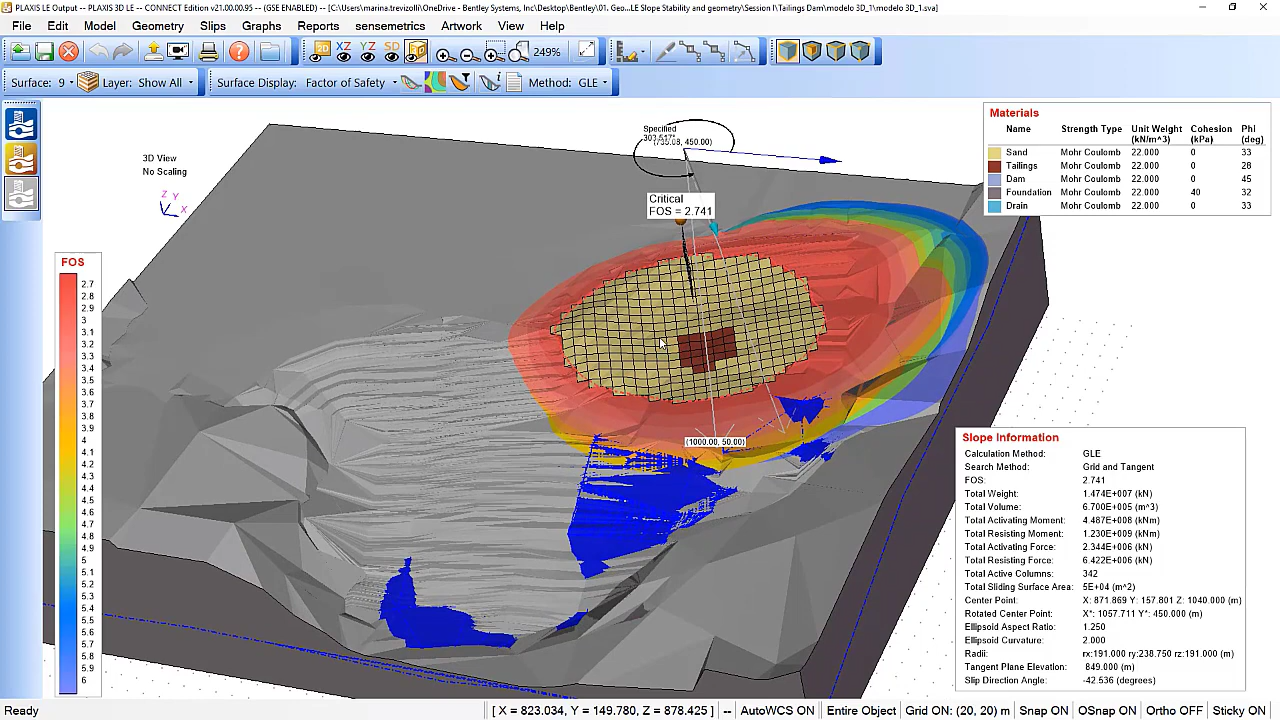 PLAXIS 3D LE Output -- PLAXIS 3D LE -- CONNECT Edition v21.00.00.95 -- (GSE ENABLED) -- [C:\Users\marina.trevizolli\OneDrive - Bentley Systems, Inc\Desktop\Bentley\01. Geo...LE Slope Stability and geometry\Session I\Tailings Dam\modelo 3D_1\modelo 3D_1.sva]
File Edit Model Geometry Slips Graphs Reports sensemetrics Artwork View Help
2D XZ YZ SD 249%
Surface: 9 Layer: Show All Surface Display: Factor of Safety Method: GLE
3D View
No Scaling
Z Y
X
Specified
450.00)
Critical
FOS = 2.741
(1000.00, 50.00)
Materials
Name Strength Type Unit Weight (kN/m^3) Cohesion (kPa) Phi (deg)
Sand Mohr Coulomb 22.000 0 33
Tailings Mohr Coulomb 22.000 0 28
Dam Mohr Coulomb 22.000 0 45
Foundation Mohr Coulomb 22.000 40 32
Drain Mohr Coulomb 22.000 0 33
FOS
2.7
2.8
2.9
3
3.1
3.2
3.3
3.4
3.5
3.6
3.7
3.8
3.9
4
4.1
4.2
4.3
4.4
4.5
4.6
4.7
4.8
4.9
5
5.1
5.2
5.3
5.4
5.5
5.6
5.7
5.8
5.9
6
Slope Information
Calculation Method: GLE
Search Method: Grid and Tangent
FOS: 2.741
Total Weight: 1.474E+007 (kN)
Total Volume: 6.700E+005 (m^3)
Total Activating Moment: 4.487E+008 (kNm)
Total Resisting Moment: 1.230E+009 (kNm)
Total Activating Force: 2.344E+006 (kN)
Total Resisting Force: 6.422E+006 (kN)
Total Active Columns: 342
Total Sliding Surface Area: 5E+04 (m^2)
Center Point: X: 871.869 Y: 157.801 Z: 1040.000 (m)
Rotated Center Point: X*: 1057.711 Y*: 450.000 (m)
Ellipsoid Aspect Ratio: 1.250
Ellipsoid Curvature: 2.000
Radii: rx:191.000 ry:238.750 rz:191.000 (m)
Tangent Plane Elevation: 849.000 (m)
Slip Direction Angle: -42.536 (degrees)
Ready [ X = 823.034, Y = 149.780, Z = 878.425 ] -- AutoWCS ON Entire Object Grid ON: (20, 20) m Snap ON OSnap ON Ortho OFF Sticky ON